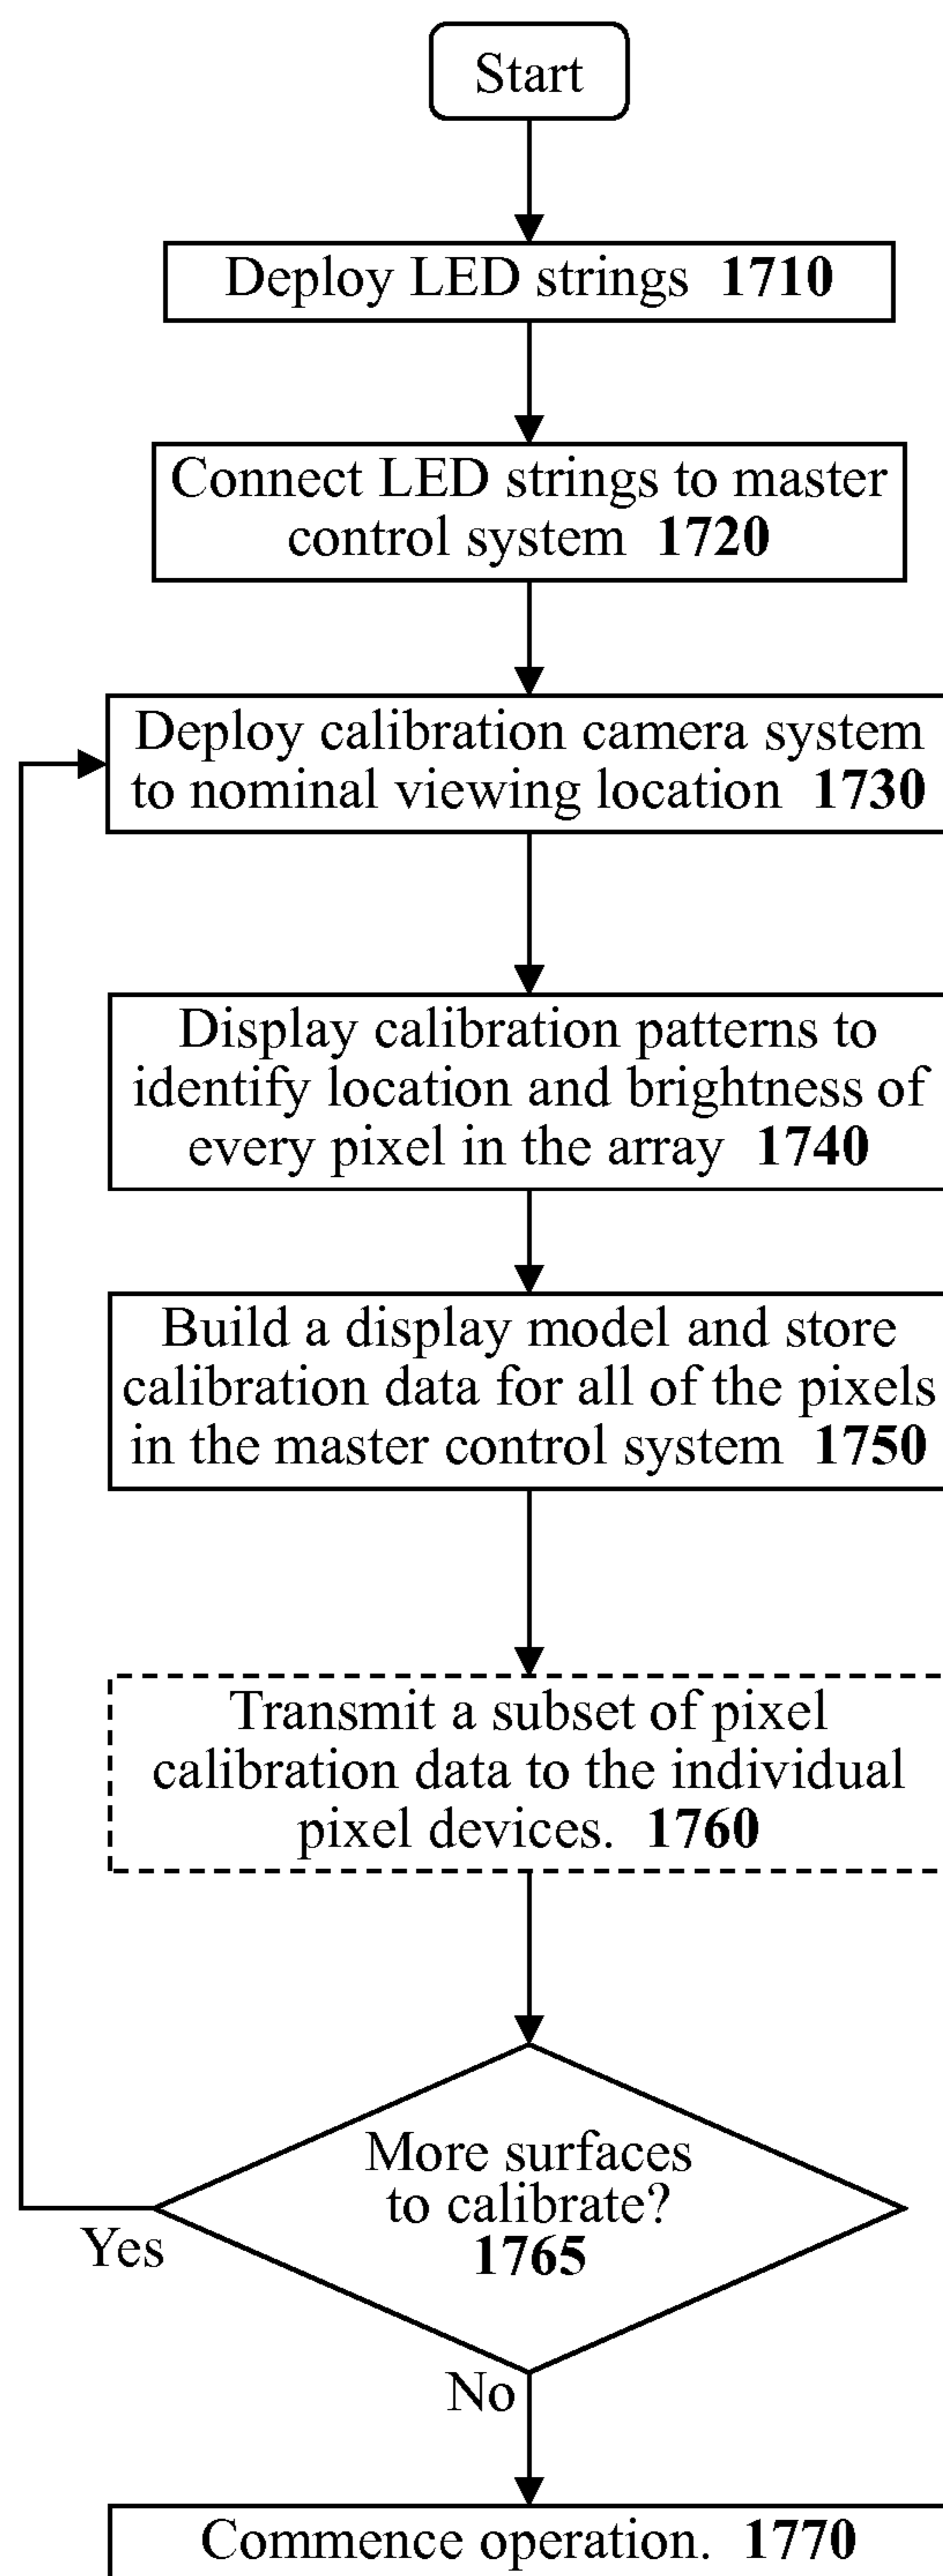 Start
Deploy LED strings 1710
Connect LED strings to master
control system 1720
Deploy calibration camera system
to nominal viewing location 1730
Display calibration patterns to
identify location and brightness of
every pixel in the array 1740
Build a display model and store
calibration data for all of the pixels
in the master control system 1750
Transmit a subset of pixel
calibration data to the individual
pixel devices. 1760
More surfaces
to calibrate?
1765
Yes
No
Commence operation. 1770